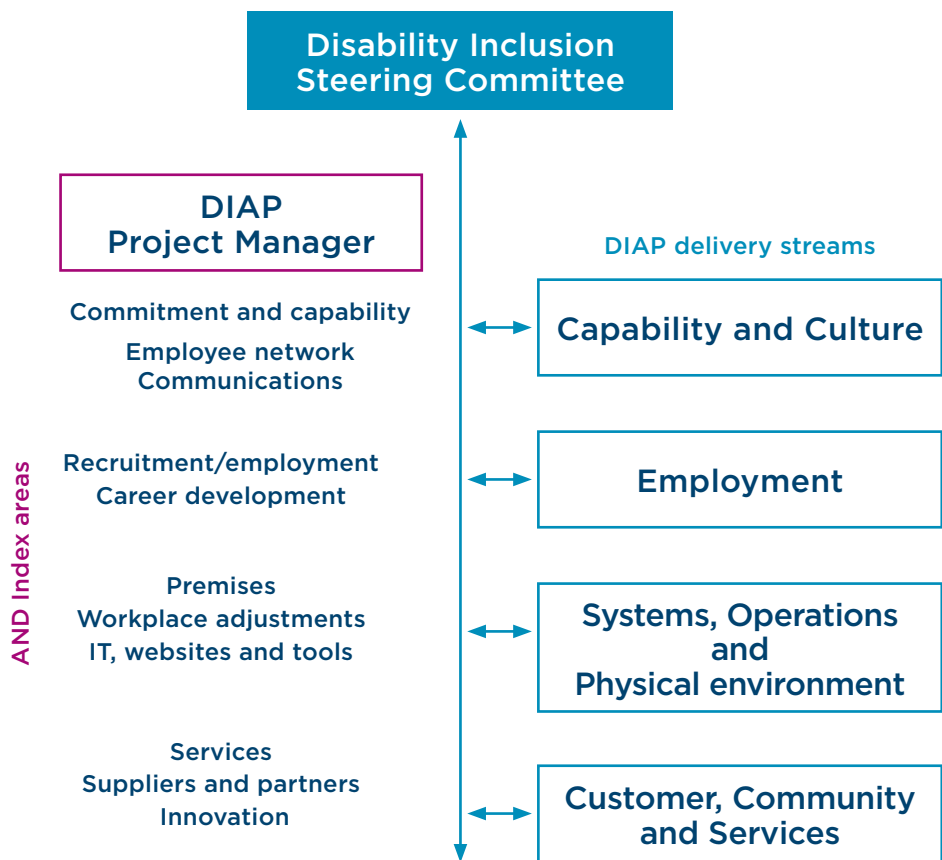 Disability Inclusion
Steering Committee
DIAP
Project Manager
DIAP delivery streams
Commitment and capability
Employee network
Communications
Capability and Culture
AND Index areas
Recruitment/employment
Career development
Employment
Premises
Workplace adjustments
IT, websites and tools
Systems, Operations
and
Physical environment
Services
Suppliers and partners
Innovation
Customer, Community
and Services